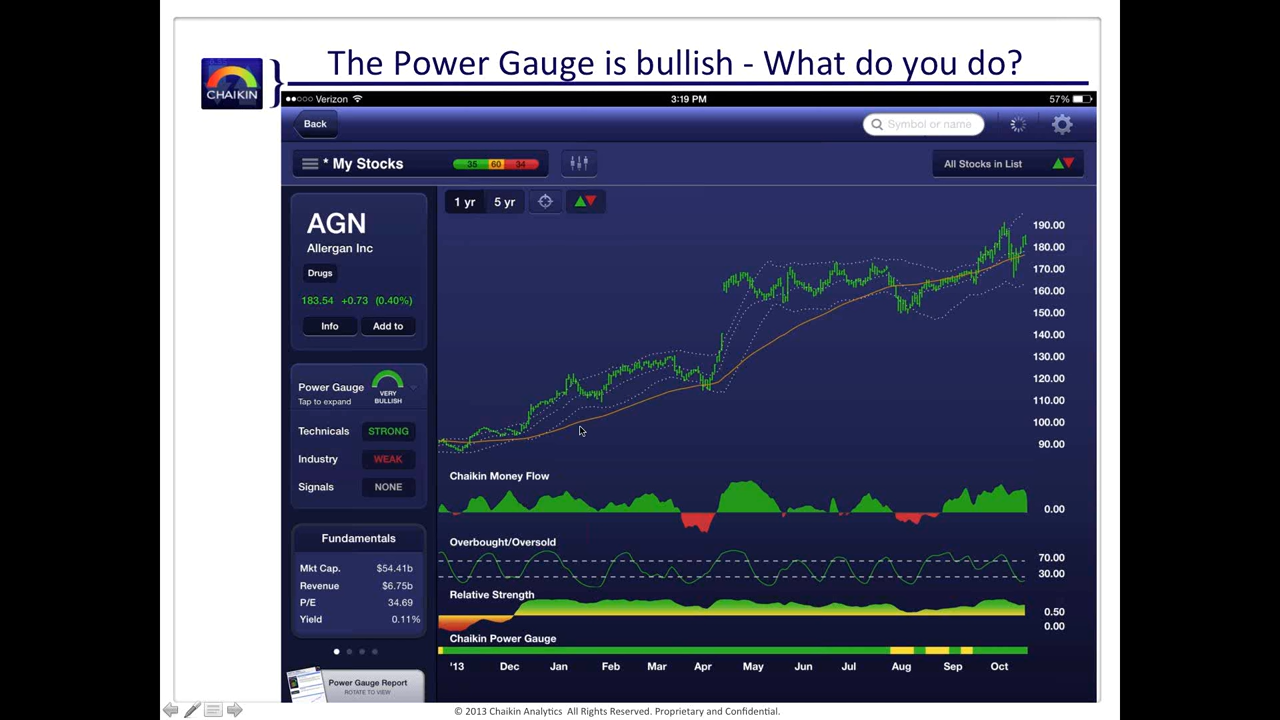 The Power Gauge is bullish - What do you do?
CHAIKIN
Verizon
3:19 PM
57%
Back
Symbol or name
* My Stocks
35 60 34
All Stocks in List
AGN
Allergan Inc
Drugs
183.54 +0.73 (0.40%)
Info Add to
1 yr 5 yr
190.00
180.00
170.00
160.00
150.00
140.00
130.00
120.00
110.00
100.00
90.00
Power Gauge
Tap to expand
VERY
BULLISH
Technicals STRONG
Industry WEAK
Signals NONE
Fundamentals
Mkt Cap. $54.41b
Revenue $6.75b
P/E 34.69
Yield 0.11%
Chaikin Money Flow
0.00
Overbought/Oversold
70.00
30.00
Relative Strength
0.50
0.00
Chaikin Power Gauge
'13 Dec Jan Feb Mar Apr May Jun Jul Aug Sep Oct
Power Gauge Report
ROTATE TO VIEW
© 2013 Chaikin Analytics All Rights Reserved. Proprietary and Confidential.